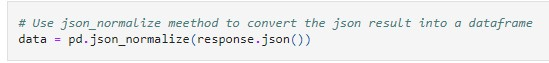 # Use json_normalize meethod to convert the json result into a dataframe
data = pd.json_normalize(response.json())